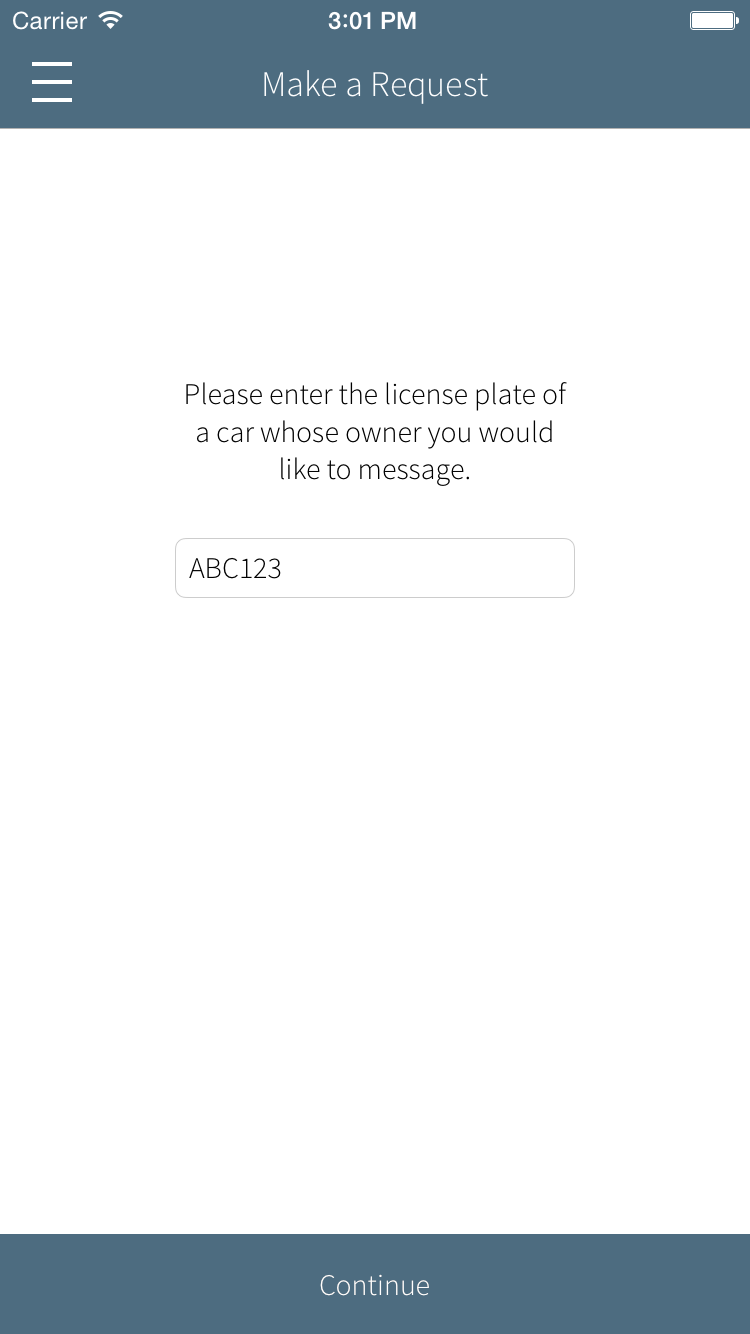 Carrier 3:01 PM
Make a Request
Please enter the license plate of
a car whose owner you would
like to message.
ABC123
Continue